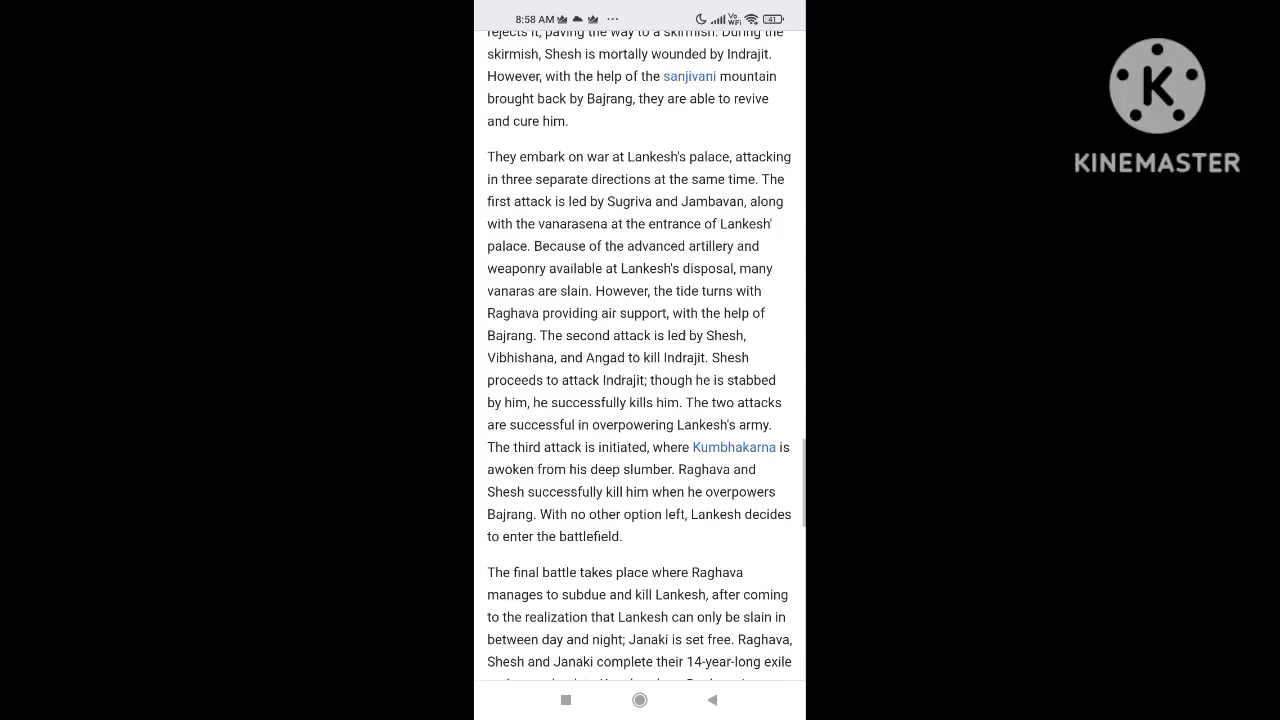 8:58 AM
Vo WiFi
41
rejects it, paving the way to a skirmish. During the
skirmish, Shesh is mortally wounded by Indrajit.
However, with the help of the sanjivani mountain
brought back by Bajrang, they are able to revive
and cure him.
They embark on war at Lankesh's palace, attacking
in three separate directions at the same time. The
first attack is led by Sugriva and Jambavan, along
with the vanarasena at the entrance of Lankesh'
palace. Because of the advanced artillery and
weaponry available at Lankesh's disposal, many
vanaras are slain. However, the tide turns with
Raghava providing air support, with the help of
Bajrang. The second attack is led by Shesh,
Vibhishana, and Angad to kill Indrajit. Shesh
proceeds to attack Indrajit; though he is stabbed
by him, he successfully kills him. The two attacks
are successful in overpowering Lankesh's army.
The third attack is initiated, where Kumbhakarna is
awoken from his deep slumber. Raghava and
Shesh successfully kill him when he overpowers
Bajrang. With no other option left, Lankesh decides
to enter the battlefield.
The final battle takes place where Raghava
manages to subdue and kill Lankesh, after coming
to the realization that Lankesh can only be slain in
between day and night; Janaki is set free. Raghava,
Shesh and Janaki complete their 14-year-long exile
K
KINEMASTER